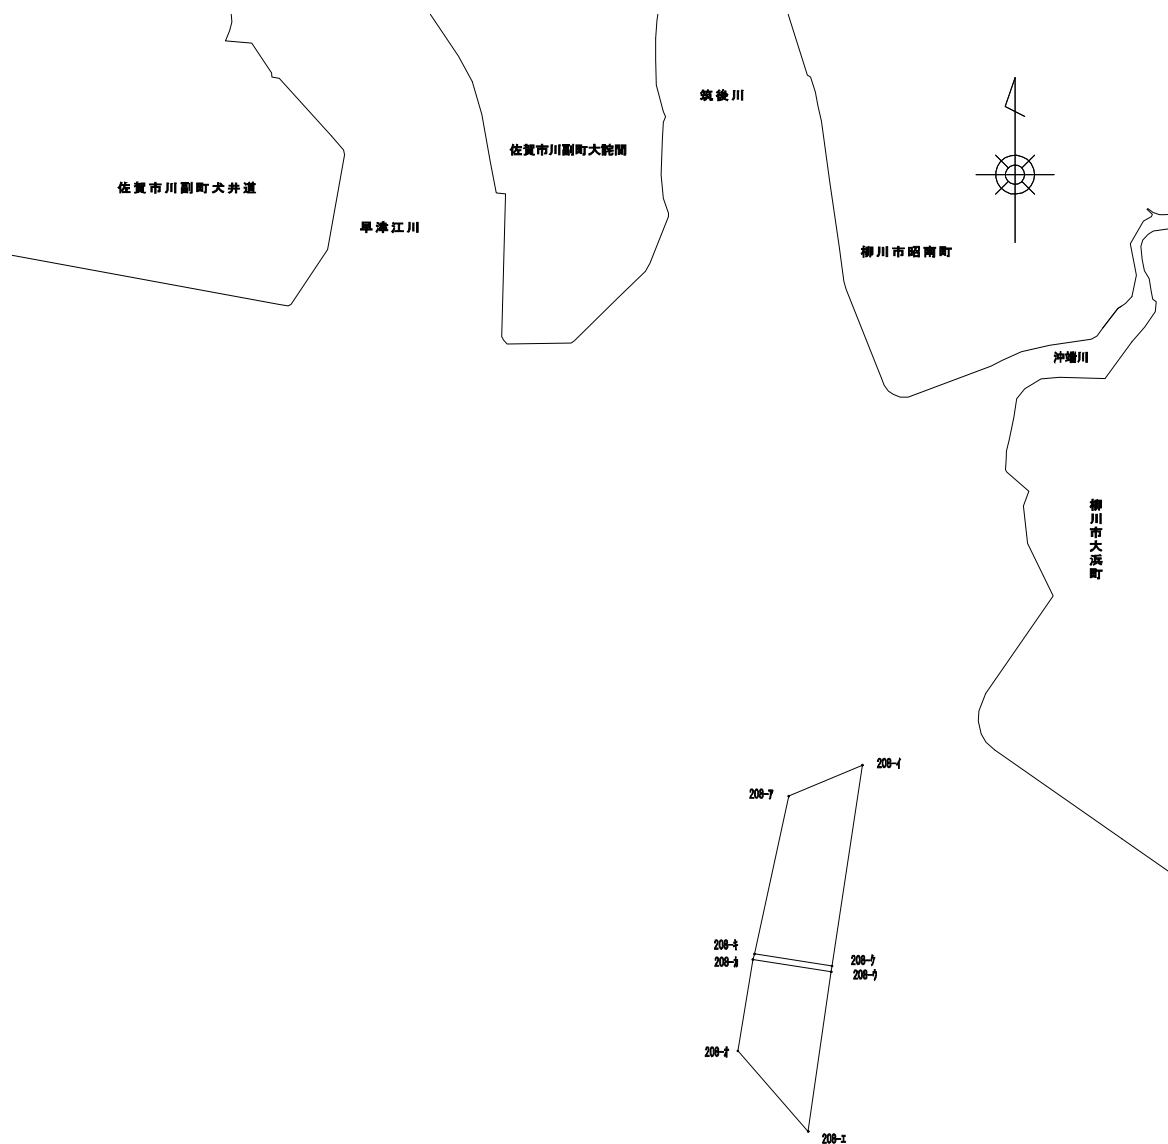 筑後川
佐賀市川副町大詫間
佐賀市川副町犬井道
早津江川
柳川市昭南町
沖端川
柳川市大浜町
208-イ
208-ア
208-キ
208-ク
208-カ
208-ウ
208-オ
208-エ